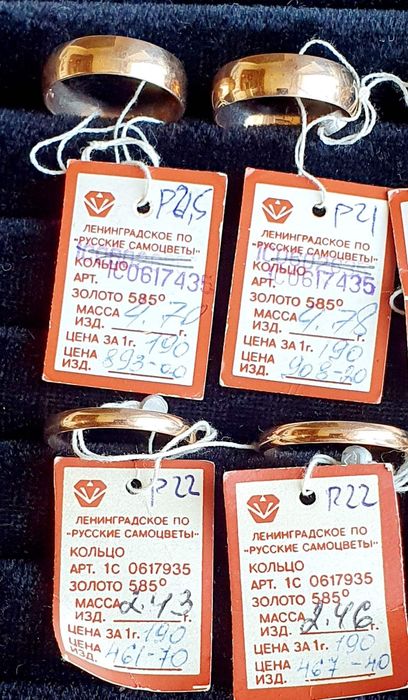 Р21,5
ЛЕНИНГРАДСКОЕ ПО
"РУССКИЕ САМОЦВЕТЫ"
КОЛЬЦО
АРТ. 1С0617435
ЗОЛОТО 585°
МАССА
ИЗД. 4.70 г.
ЦЕНА ЗА 1г. 190
ЦЕНА
ИЗД. 893-00
Р21
ЛЕНИНГРАДСКОЕ ПО
"РУССКИЕ САМОЦВЕТЫ"
КОЛЬЦО
АРТ. 1С0617435
ЗОЛОТО 585°
МАССА
ИЗД. 4.78 г.
ЦЕНА ЗА 1г. 190
ЦЕНА
ИЗД. 908-20
Р22
ЛЕНИНГРАДСКОЕ ПО
"РУССКИЕ САМОЦВЕТЫ"
КОЛЬЦО
АРТ. 1С 0617935
ЗОЛОТО 585°
МАССА
ИЗД. 2.43 г.
ЦЕНА ЗА 1г. 190
ЦЕНА
ИЗД. 461-70
Р22
ЛЕНИНГРАДСКОЕ ПО
"РУССКИЕ САМОЦВЕТЫ"
КОЛЬЦО
АРТ. 1С 0617935
ЗОЛОТО 585°
МАССА
ИЗД. 2.46 г.
ЦЕНА ЗА 1г. 190
ЦЕНА
ИЗД. 467-40